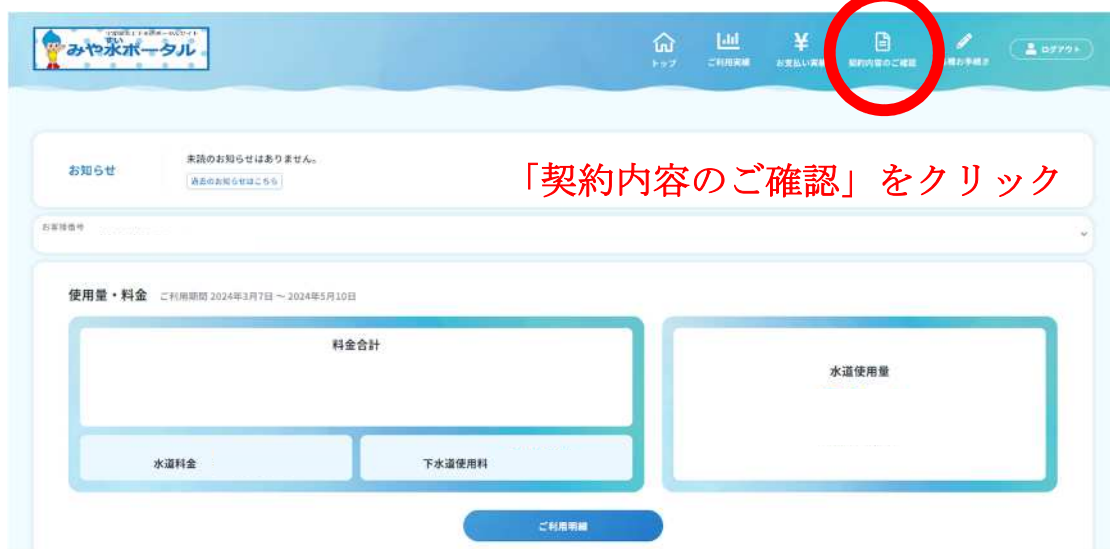 みや水ポータル
すい
トップ
ご利用実績
お支払い実績
契約内容のご確認
ログアウト
お知らせ
未読のお知らせはありません。
過去のお知らせはこちら
「契約内容のご確認」をクリック
お客様番号
使用量・料金 ご利用期間 2024年3月7日 ～ 2024年5月10日
料金合計
水道使用量
水道料金
下水道使用料
ご利用明細